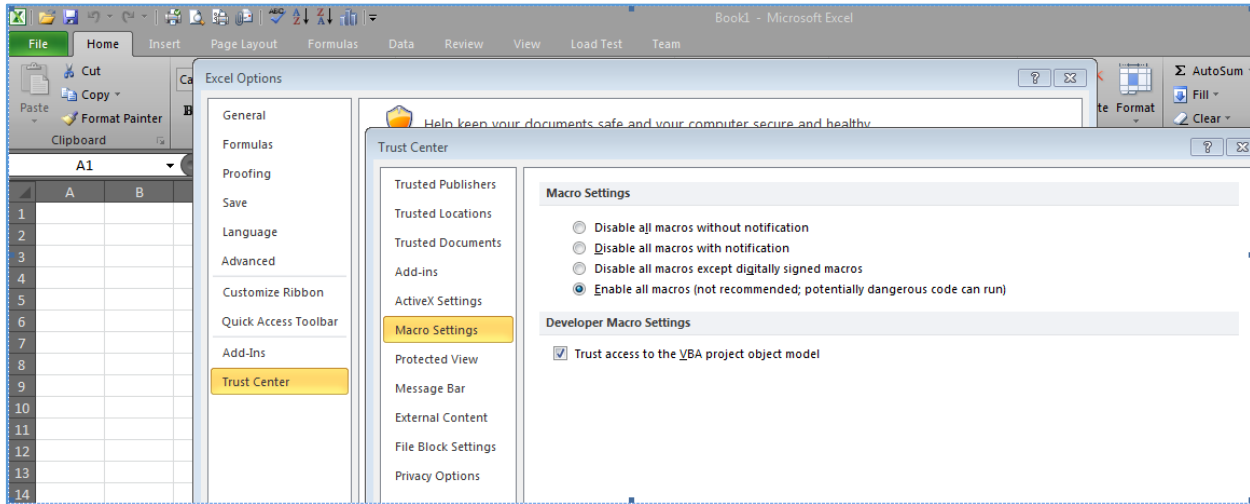 Book1 - Microsoft Excel
File Home Insert Page Layout Formulas Data Review View Load Test Team
Cut
Copy
Paste
Format Painter
Clipboard
Ca
B
Format
Σ AutoSum
Fill
Clear
A1
A B
1
2
3
4
5
6
7
8
9
10
11
12
13
14
Excel Options
General
Formulas
Proofing
Save
Language
Advanced
Customize Ribbon
Quick Access Toolbar
Add-Ins
Trust Center
Help keep your documents safe and your computer secure and healthy
Trust Center
Trusted Publishers
Trusted Locations
Trusted Documents
Add-ins
ActiveX Settings
Macro Settings
Protected View
Message Bar
External Content
File Block Settings
Privacy Options
Macro Settings
Disable all macros without notification
Disable all macros with notification
Disable all macros except digitally signed macros
Enable all macros (not recommended; potentially dangerous code can run)
Developer Macro Settings
Trust access to the VBA project object model